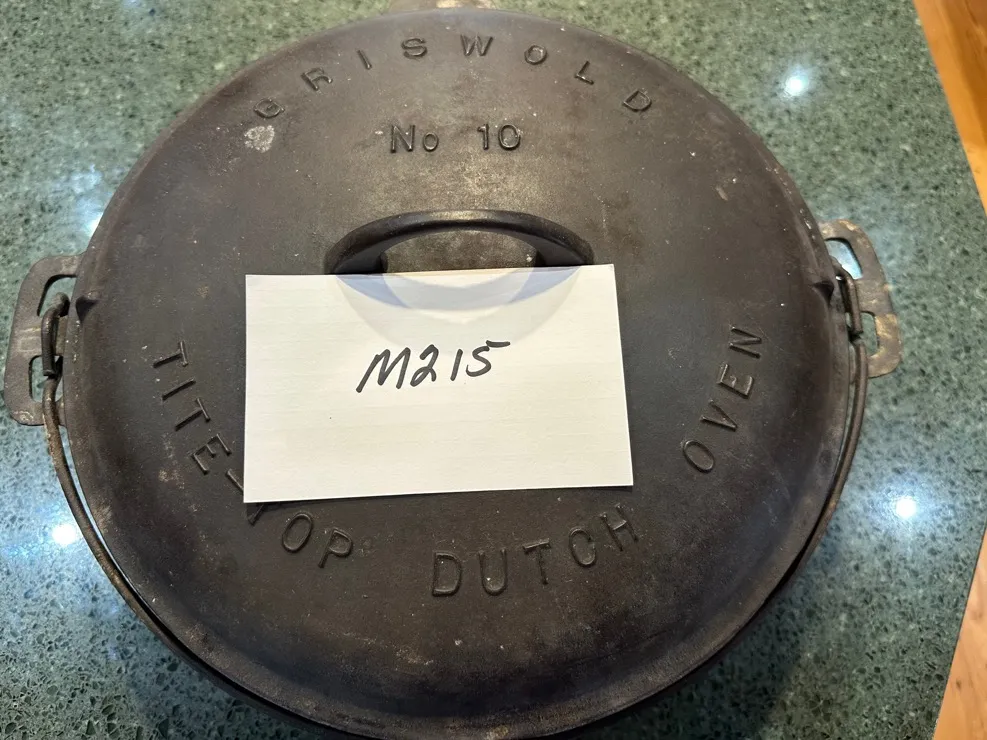 GRISWOLD
No 10
M215
TITE-TOP DUTCH OVEN